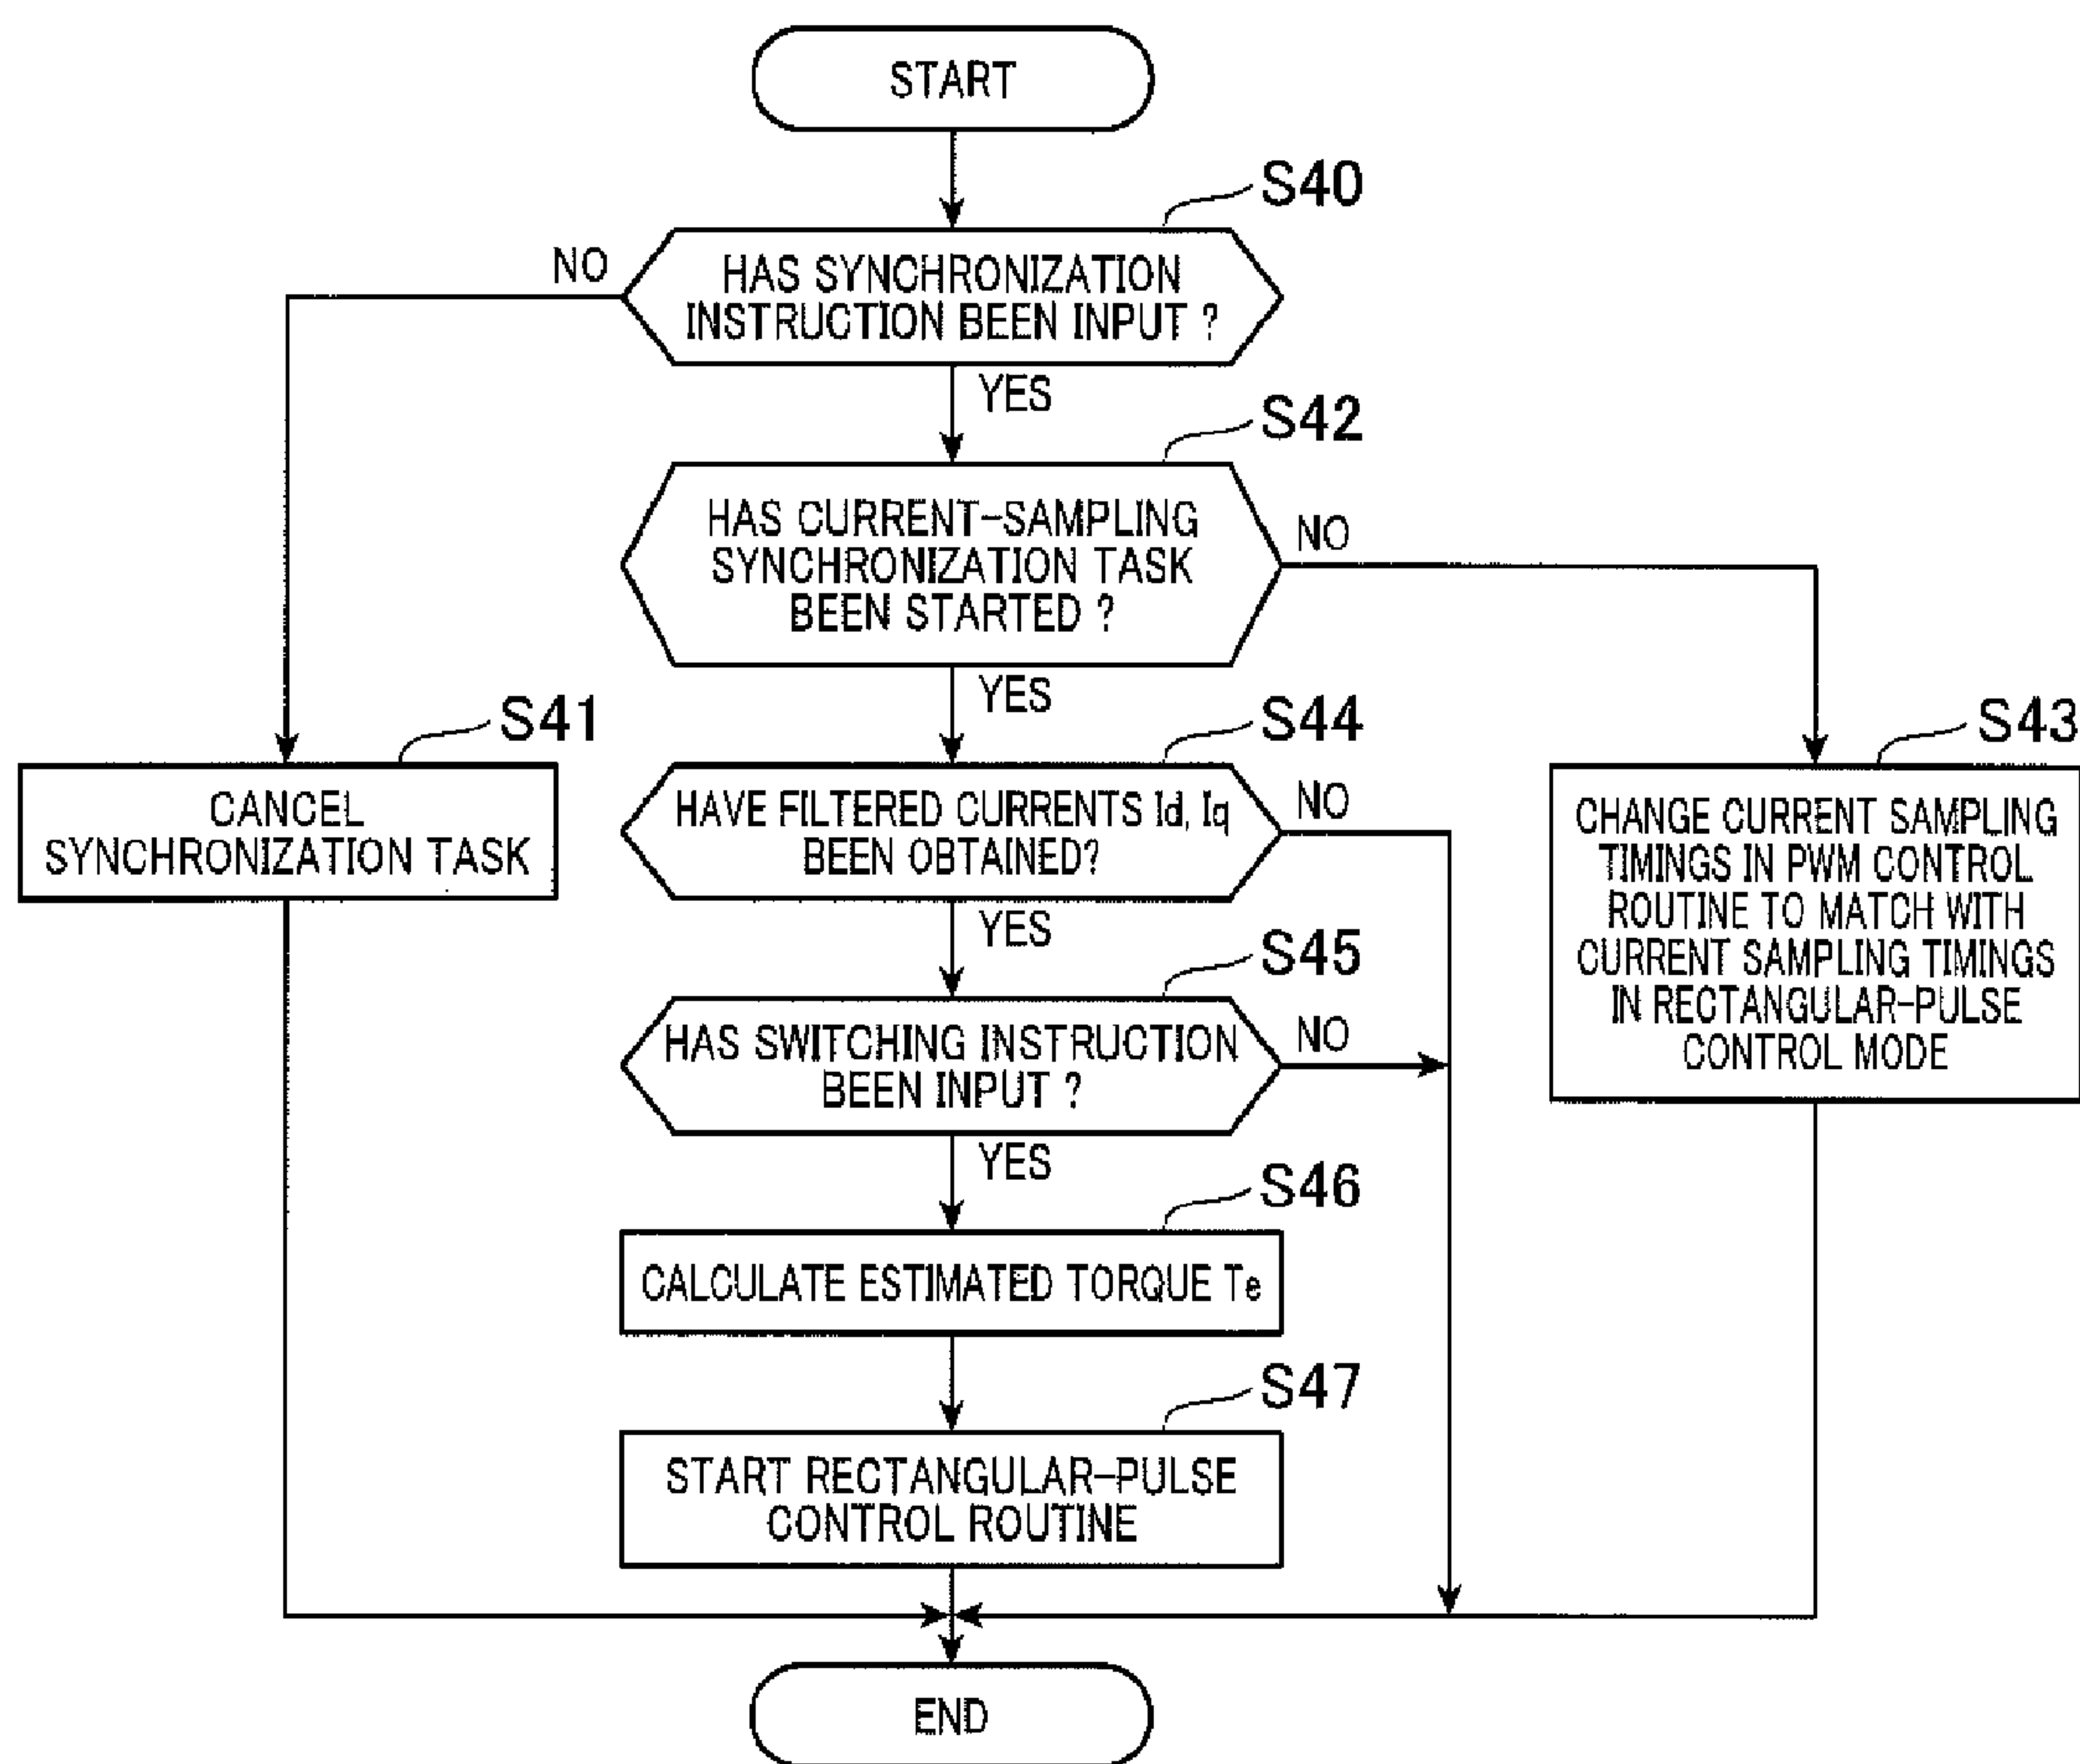 START
S40
NO
HAS SYNCHRONIZATION
INSTRUCTION BEEN INPUT ?
YES
S42
HAS CURRENT-SAMPLING
SYNCHRONIZATION TASK
BEEN STARTED ?
NO
YES
S41
CANCEL
SYNCHRONIZATION TASK
S44
HAVE FILTERED CURRENTS Id, Iq
BEEN OBTAINED?
NO
S43
CHANGE CURRENT SAMPLING
TIMINGS IN PWM CONTROL
ROUTINE TO MATCH WITH
CURRENT SAMPLING TIMINGS
IN RECTANGULAR-PULSE
CONTROL MODE
YES
S45
HAS SWITCHING INSTRUCTION
BEEN INPUT ?
NO
YES
S46
CALCULATE ESTIMATED TORQUE Te
S47
START RECTANGULAR-PULSE
CONTROL ROUTINE
END